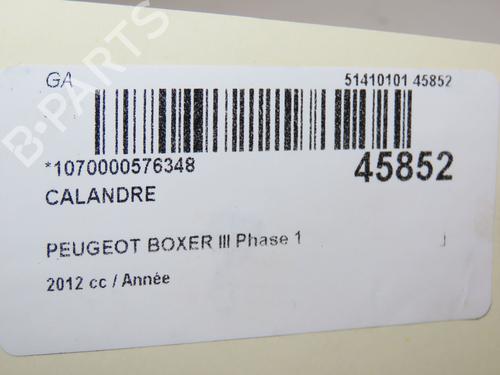 GA
51410101 45852
*1070000576348
45852
CALANDRE
PEUGEOT BOXER III Phase 1
2012 cc / Année
B-PARTS